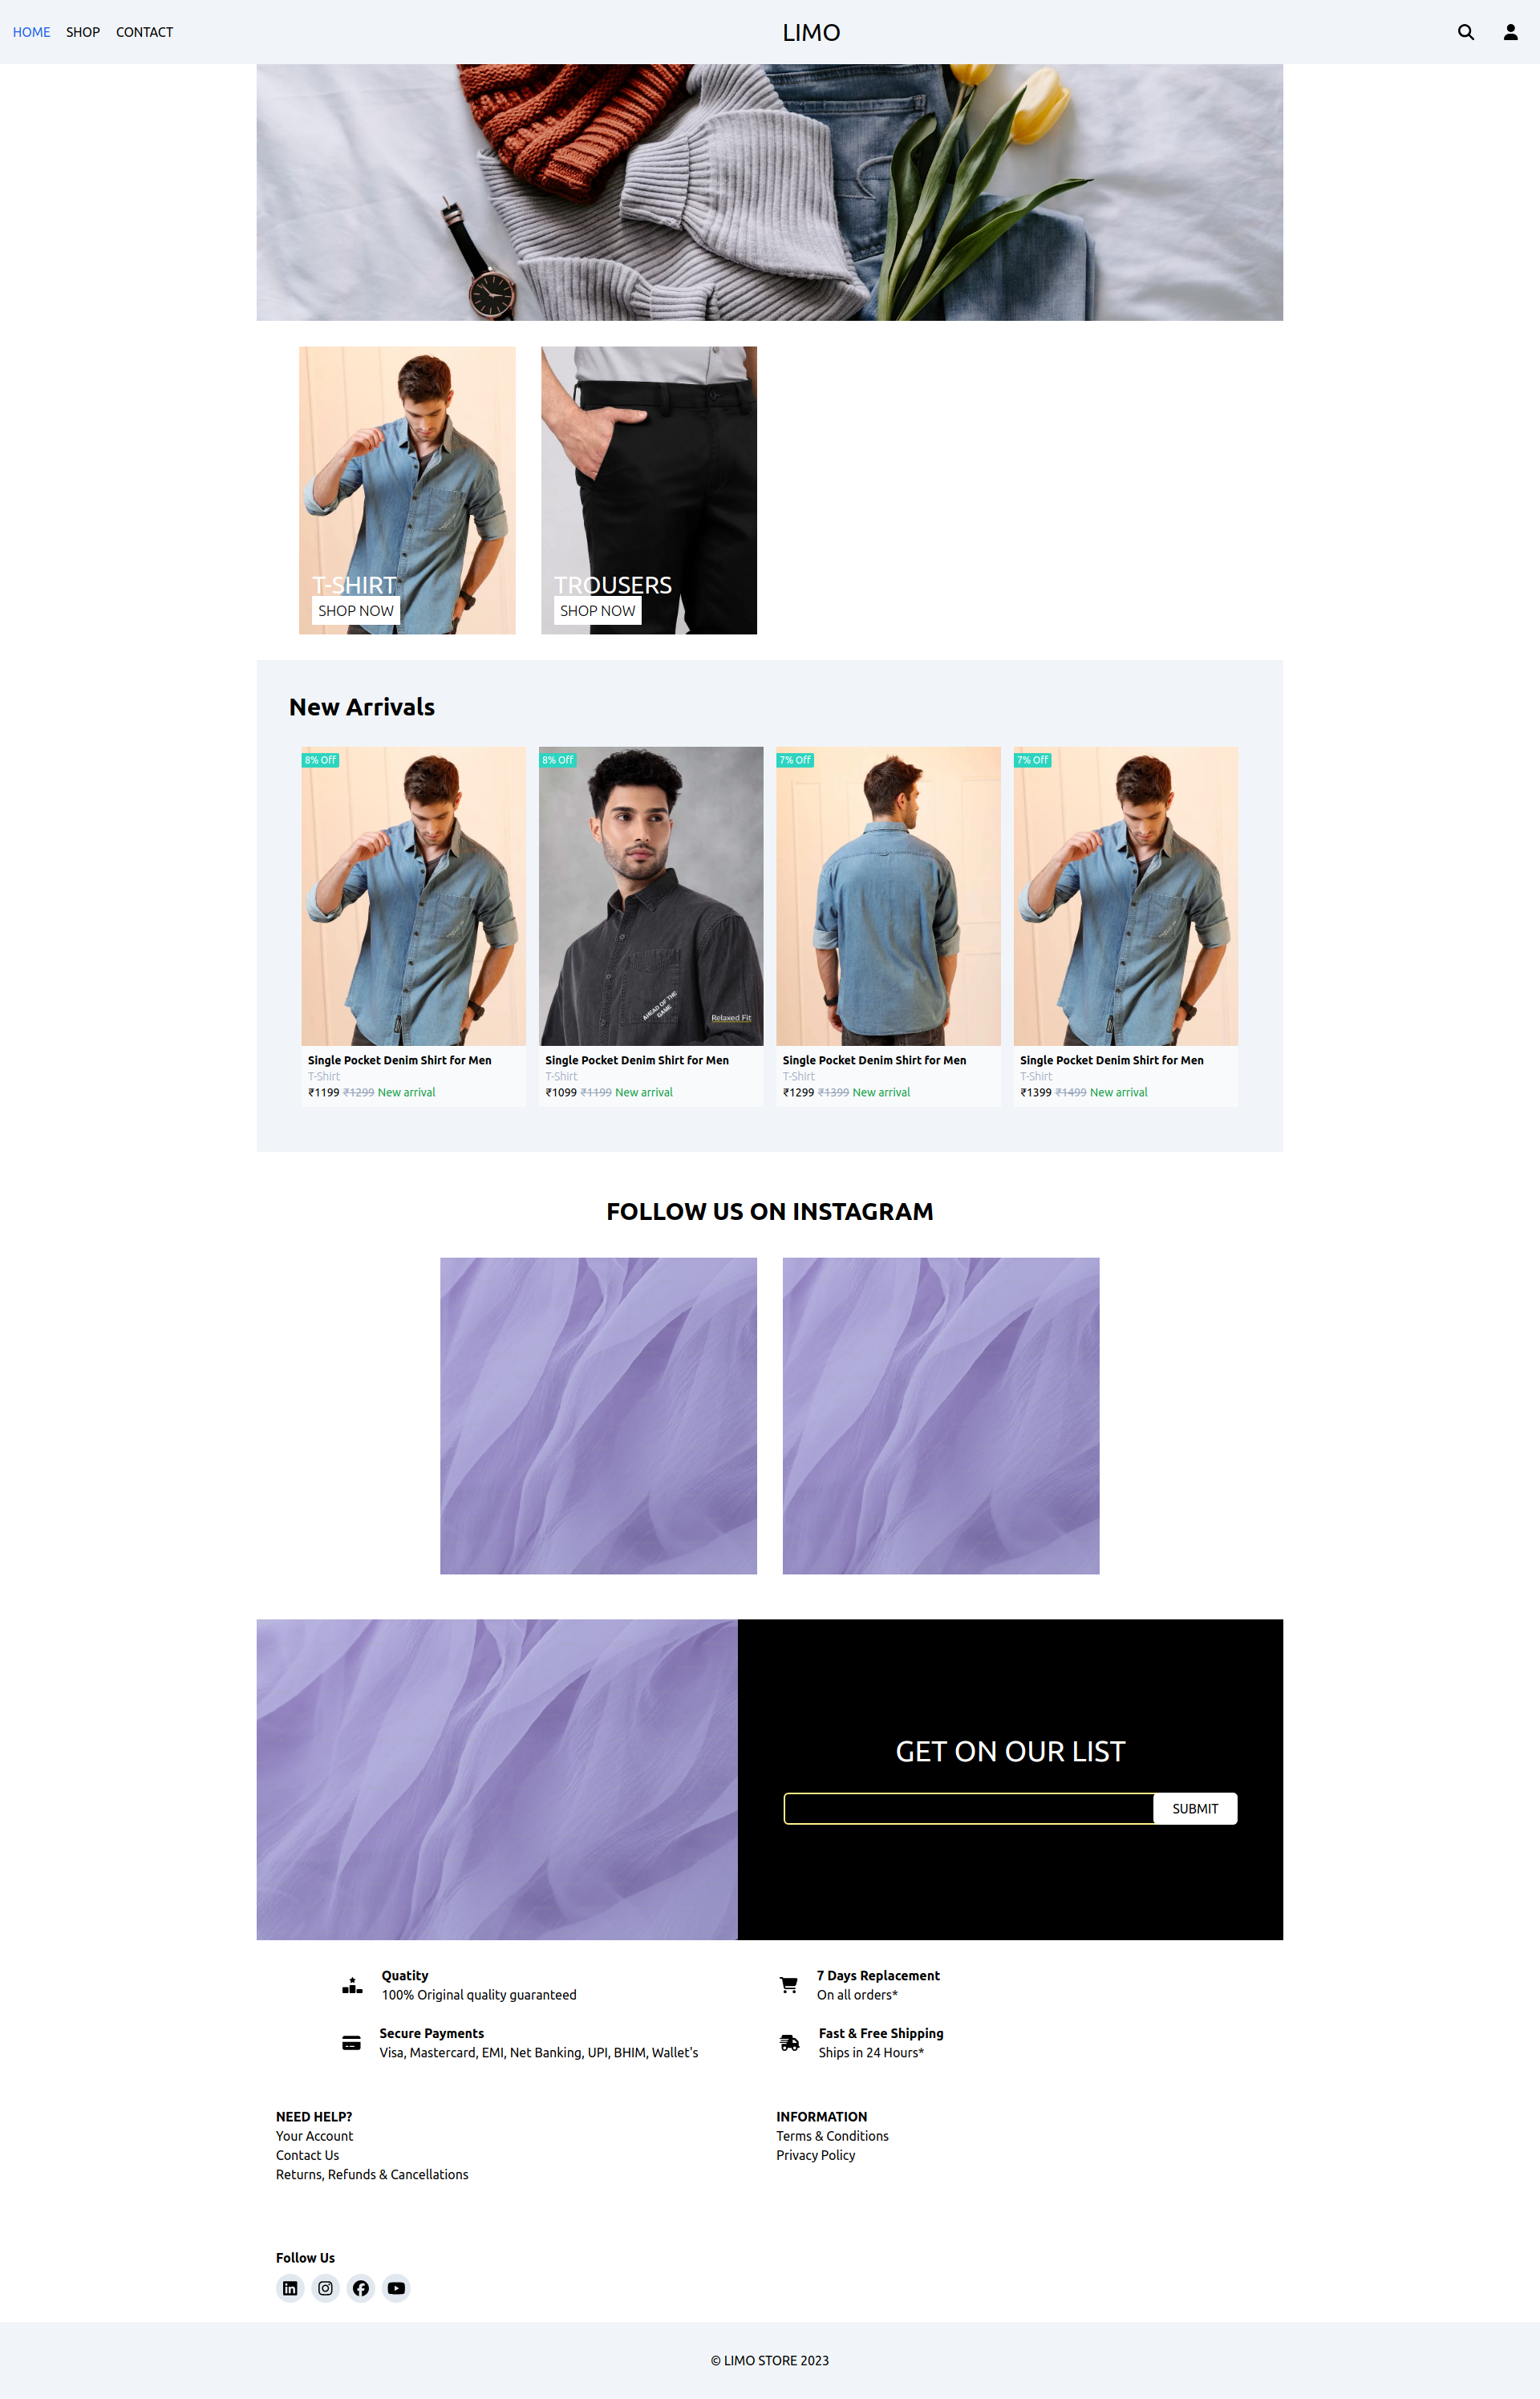 HOME SHOP CONTACT LIMO
T-SHIRT
SHOP NOW
TROUSERS
SHOP NOW
New Arrivals
8% Off
Single Pocket Denim Shirt for Men
T-Shirt
₹1199 ₹1299 New arrival
8% Off
AHEAD OF THE
GAME
Relaxed Fit
Single Pocket Denim Shirt for Men
T-Shirt
₹1099 ₹1199 New arrival
7% Off
Single Pocket Denim Shirt for Men
T-Shirt
₹1299 ₹1399 New arrival
7% Off
Single Pocket Denim Shirt for Men
T-Shirt
₹1399 ₹1499 New arrival
FOLLOW US ON INSTAGRAM
GET ON OUR LIST
SUBMIT
Quatity
100% Original quality guaranteed
7 Days Replacement
On all orders*
Secure Payments
Visa, Mastercard, EMI, Net Banking, UPI, BHIM, Wallet's
Fast & Free Shipping
Ships in 24 Hours*
NEED HELP?
Your Account
Contact Us
Returns, Refunds & Cancellations
INFORMATION
Terms & Conditions
Privacy Policy
Follow Us
© LIMO STORE 2023